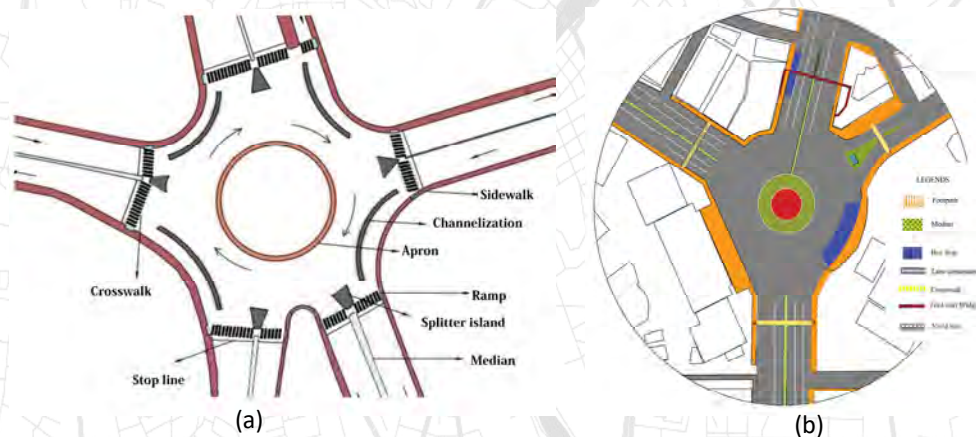 Sidewalk
Channelization
Apron
Crosswalk
Ramp
Splitter island
Median
Stop line
(a)
LEGENDS
Footpath
Median
Bus Stop
Crosswalk
(b)